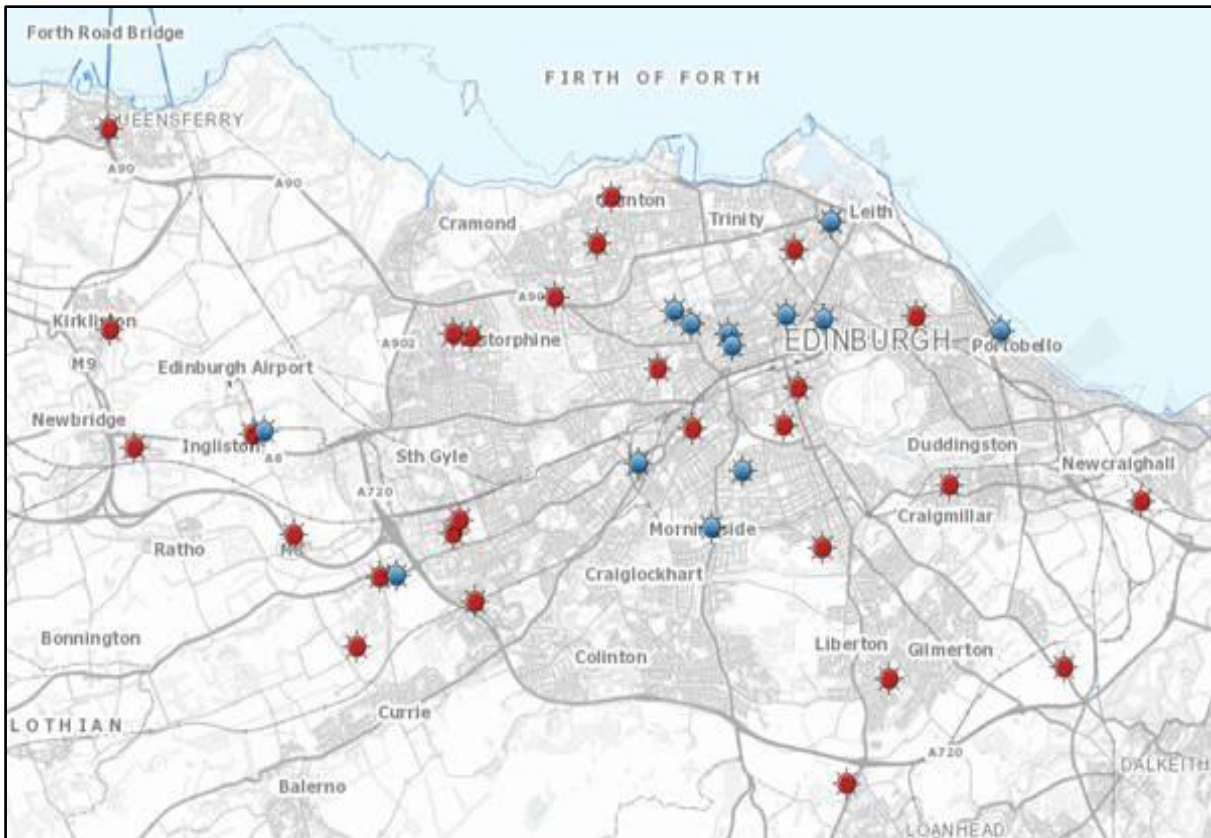 Forth Road Bridge
FIRTH OF FORTH
UEENSFERRY
A90
A90
Cramond
Trinity
Leith
A90
Kirkliston
A902
storphine
EDINBURGH
Portobello
M9
Edinburgh Airport
Newbridge
Ingliston
A8
Sth Gyle
Duddingston
Newcraighall
A720
Craigmillar
Ratho
Craiglockhart
Bonnington
Colinton
Liberton
Gilmerton
LOTHIAN
Currie
A720
DALKEITH
Balerno
LOANHEAD